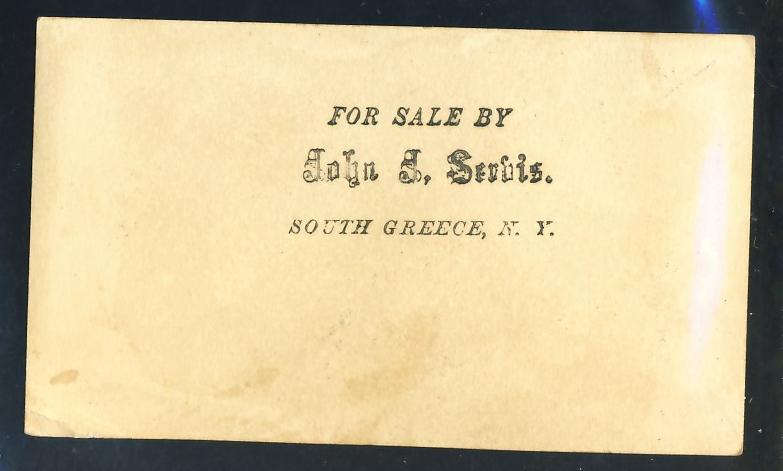 FOR SALE BY
John J. Servis.
SOUTH GREECE, N. Y.